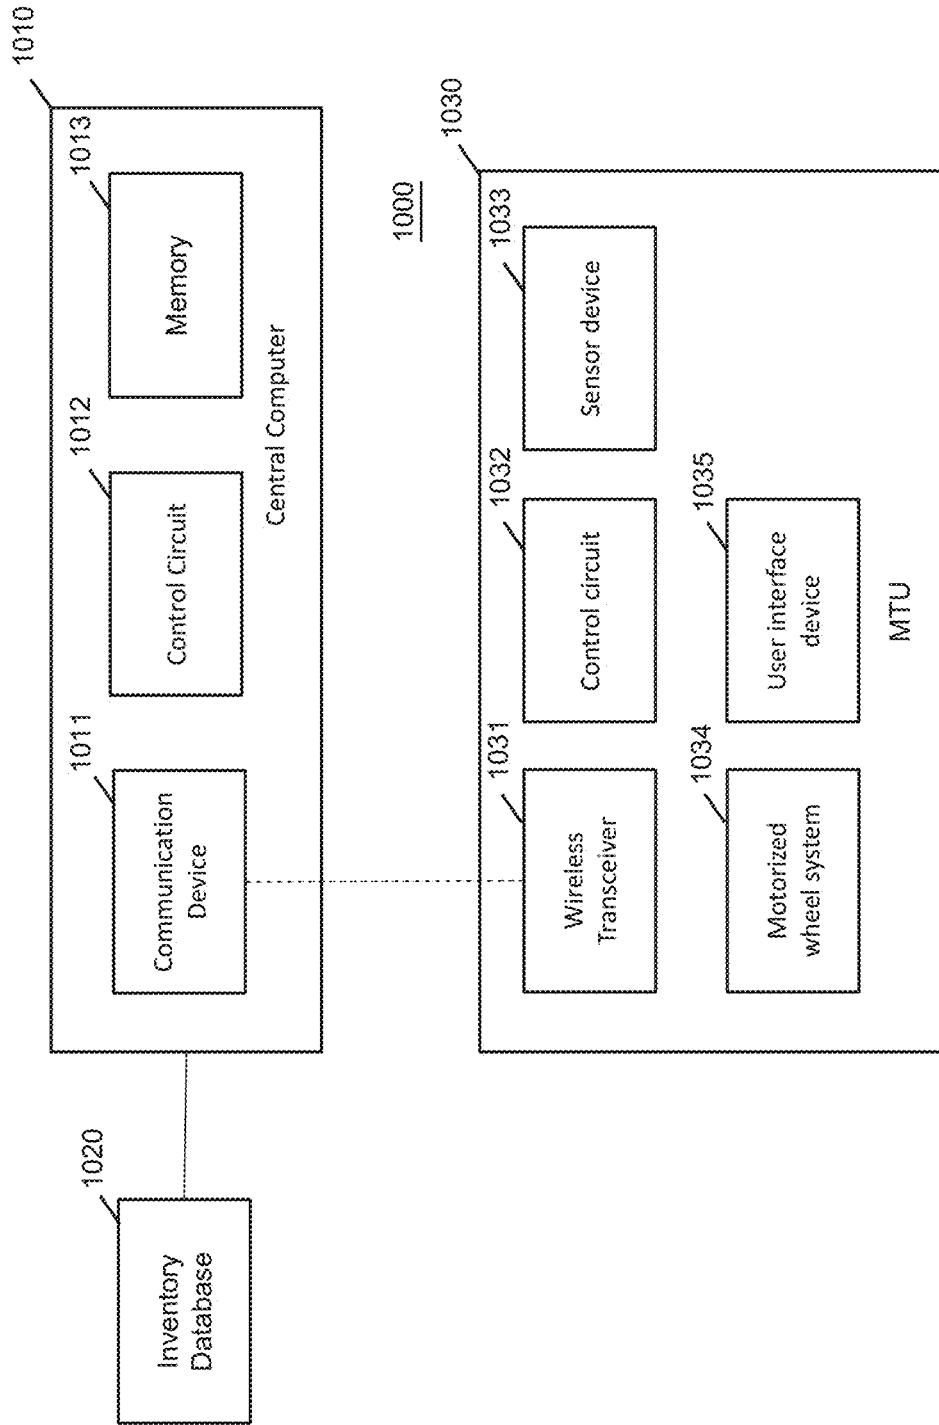 1010
1011
Communication
Device
1012
Control Circuit
1013
Memory
Central Computer
1020
Inventory
Database
1000
1030
1031
Wireless
Transceiver
1032
Control circuit
1033
Sensor device
1034
Motorized
wheel system
1035
User interface
device
MTU